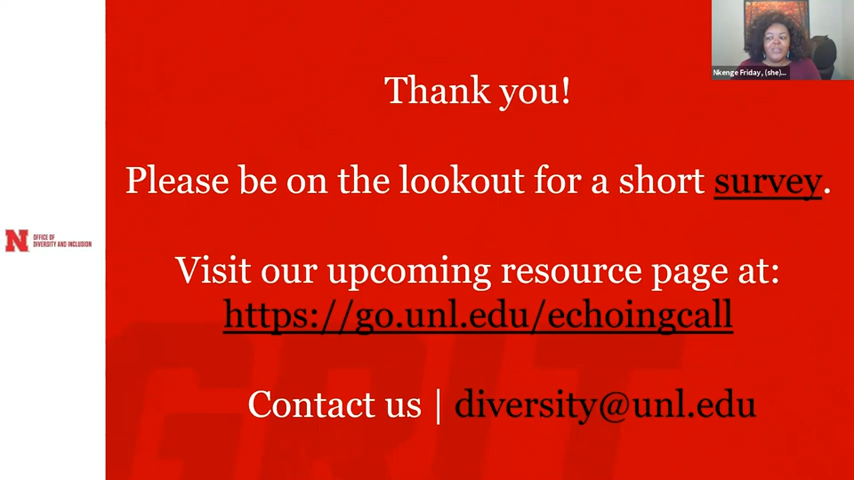 Nkenge Friday, (she)...
Thank you!
Please be on the lookout for a short survey.
N
OFFICE OF
DIVERSITY AND INCLUSION
Visit our upcoming resource page at:
https://go.unl.edu/echoingcall
GRIT
Contact us | diversity@unl.edu